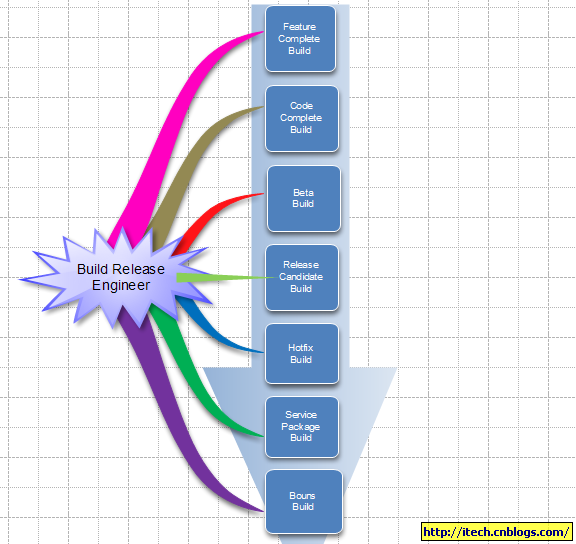 Feature
Complete
Build
Code
Complete
Build
Beta
Build
Build Release
Engineer
Release
Candidate
Build
Hotfix
Build
Service
Package
Build
Bouns
Build
http://itech.cnblogs.com/